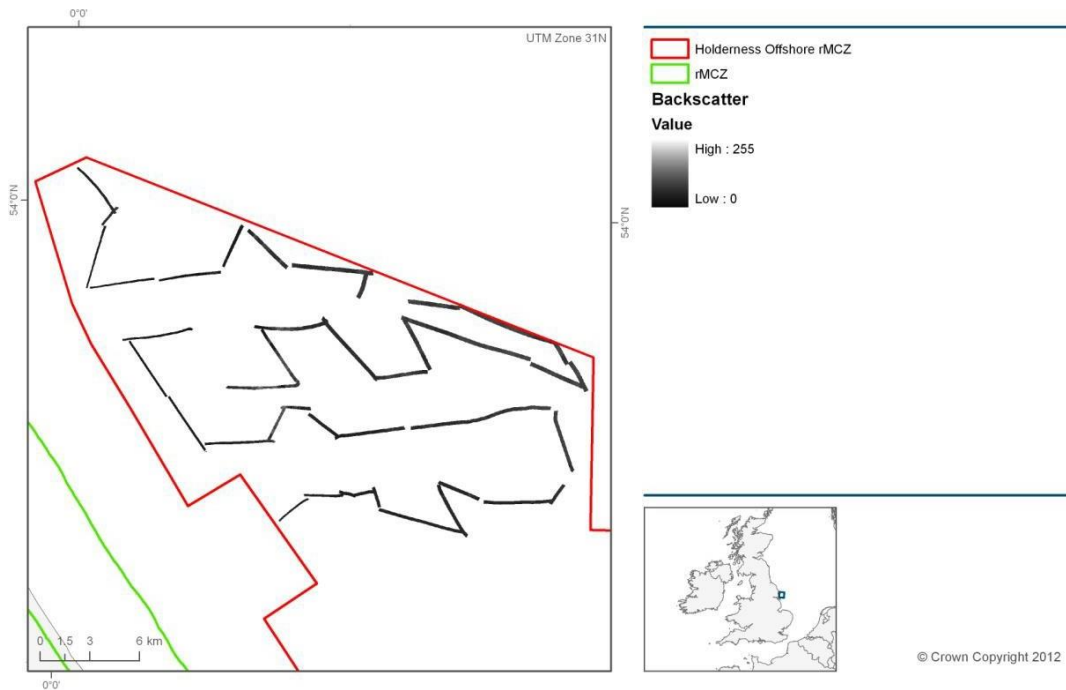 0°0'
UTM Zone 31N
54°0'N
54°0'N
0 1.5 3 6 km
0°0'
Holderness Offshore rMCZ
rMCZ
Backscatter
Value
High : 255
Low : 0
© Crown Copyright 2012